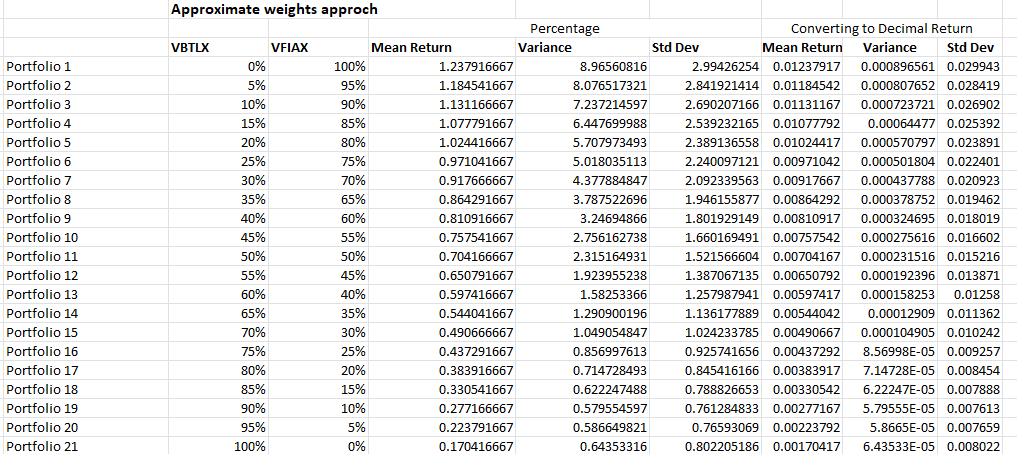 Approximate weights approch
Percentage Converting to Decimal Return
VBTLX VFIAX Mean Return Variance Std Dev Mean Return Variance Std Dev
Portfolio 1 0% 100% 1.237916667 8.96560816 2.99426254 0.01237917 0.000896561 0.029943
Portfolio 2 5% 95% 1.184541667 8.076517321 2.841921414 0.01184542 0.000807652 0.028419
Portfolio 3 10% 90% 1.131166667 7.237214597 2.690207166 0.01131167 0.000723721 0.026902
Portfolio 4 15% 85% 1.077791667 6.447699988 2.539232165 0.01077792 0.00064477 0.025392
Portfolio 5 20% 80% 1.024416667 5.707973493 2.389136558 0.01024417 0.000570797 0.023891
Portfolio 6 25% 75% 0.971041667 5.018035113 2.240097121 0.00971042 0.000501804 0.022401
Portfolio 7 30% 70% 0.917666667 4.377884847 2.092339563 0.00917667 0.000437788 0.020923
Portfolio 8 35% 65% 0.864291667 3.787522696 1.946155877 0.00864292 0.000378752 0.019462
Portfolio 9 40% 60% 0.810916667 3.24694866 1.801929149 0.00810917 0.000324695 0.018019
Portfolio 10 45% 55% 0.757541667 2.756162738 1.660169491 0.00757542 0.000275616 0.016602
Portfolio 11 50% 50% 0.704166667 2.315164931 1.521566604 0.00704167 0.000231516 0.015216
Portfolio 12 55% 45% 0.650791667 1.923955238 1.387067135 0.00650792 0.000192396 0.013871
Portfolio 13 60% 40% 0.597416667 1.58253366 1.257987941 0.00597417 0.000158253 0.01258
Portfolio 14 65% 35% 0.544041667 1.290900196 1.136177889 0.00544042 0.00012909 0.011362
Portfolio 15 70% 30% 0.490666667 1.049054847 1.024233785 0.00490667 0.000104905 0.010242
Portfolio 16 75% 25% 0.437291667 0.856997613 0.925741656 0.00437292 8.56998E-05 0.009257
Portfolio 17 80% 20% 0.383916667 0.714728493 0.845416166 0.00383917 7.14728E-05 0.008454
Portfolio 18 85% 15% 0.330541667 0.622247488 0.788826653 0.00330542 6.22247E-05 0.007888
Portfolio 19 90% 10% 0.277166667 0.579554597 0.761284833 0.00277167 5.79555E-05 0.007613
Portfolio 20 95% 5% 0.223791667 0.586649821 0.76593069 0.00223792 5.8665E-05 0.007659
Portfolio 21 100% 0% 0.170416667 0.64353316 0.802205186 0.00170417 6.43533E-05 0.008022